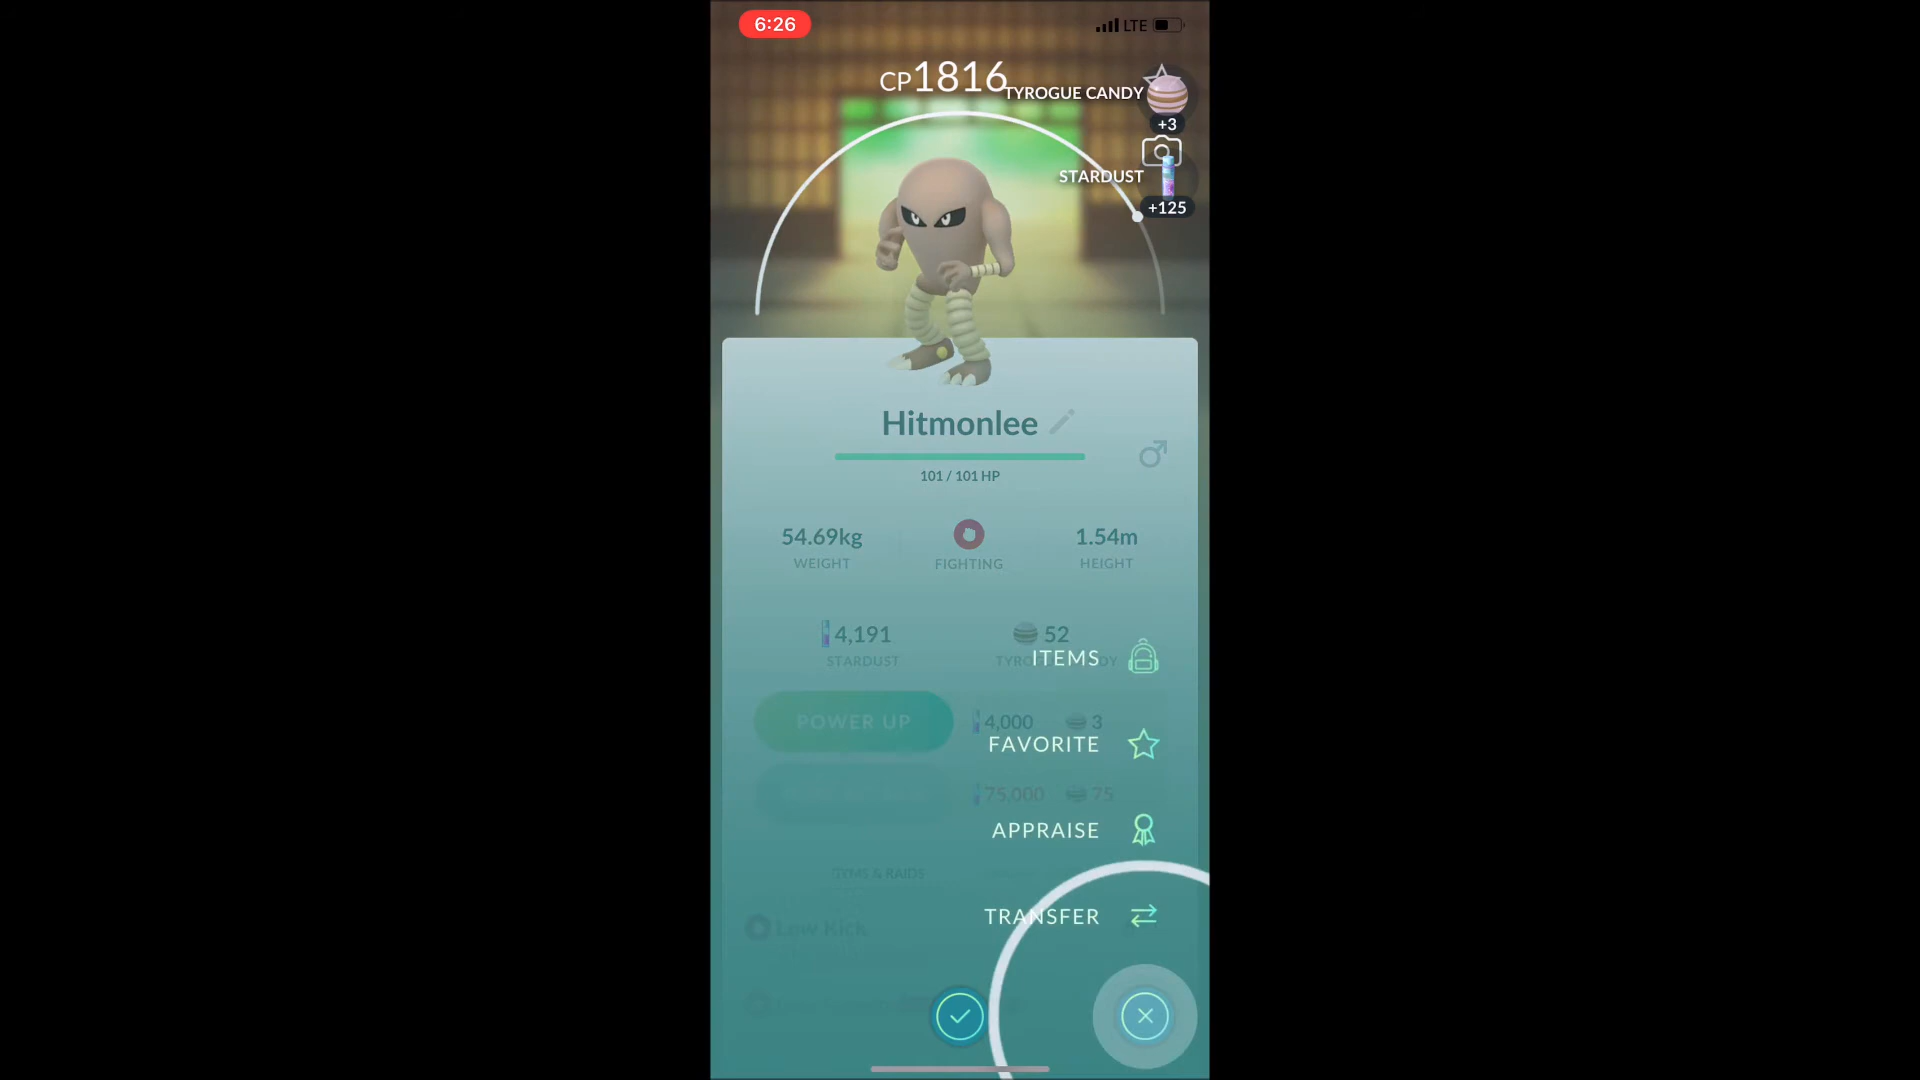 6:26
LTE
CP1816
TYROGUE CANDY
+3
STARDUST
+125
Hitmonlee
101 / 101 HP
54.69kg
WEIGHT
FIGHTING
1.54m
HEIGHT
4,191
STARDUST
52
ITEMS
POWER UP
4,000
3
FAVORITE
75,000
75
APPRAISE
GYMS & RAIDS
TRANSFER
Low Kick